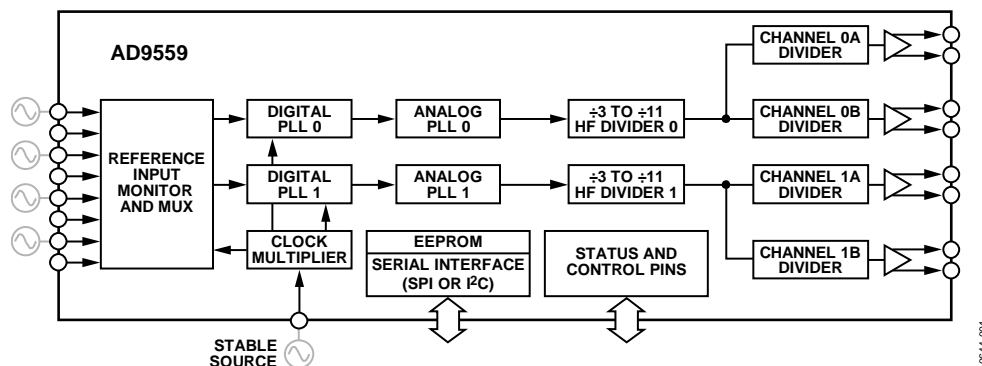 AD9559
REFERENCE
INPUT
MONITOR
AND MUX
DIGITAL
PLL 0
ANALOG
PLL 0
÷3 TO ÷11
HF DIVIDER 0
CHANNEL 0A
DIVIDER
CHANNEL 0B
DIVIDER
DIGITAL
PLL 1
ANALOG
PLL 1
÷3 TO ÷11
HF DIVIDER 1
CHANNEL 1A
DIVIDER
CHANNEL 1B
DIVIDER
CLOCK
MULTIPLIER
EEPROM
SERIAL INTERFACE
(SPI OR I²C)
STATUS AND
CONTROL PINS
STABLE
SOURCE